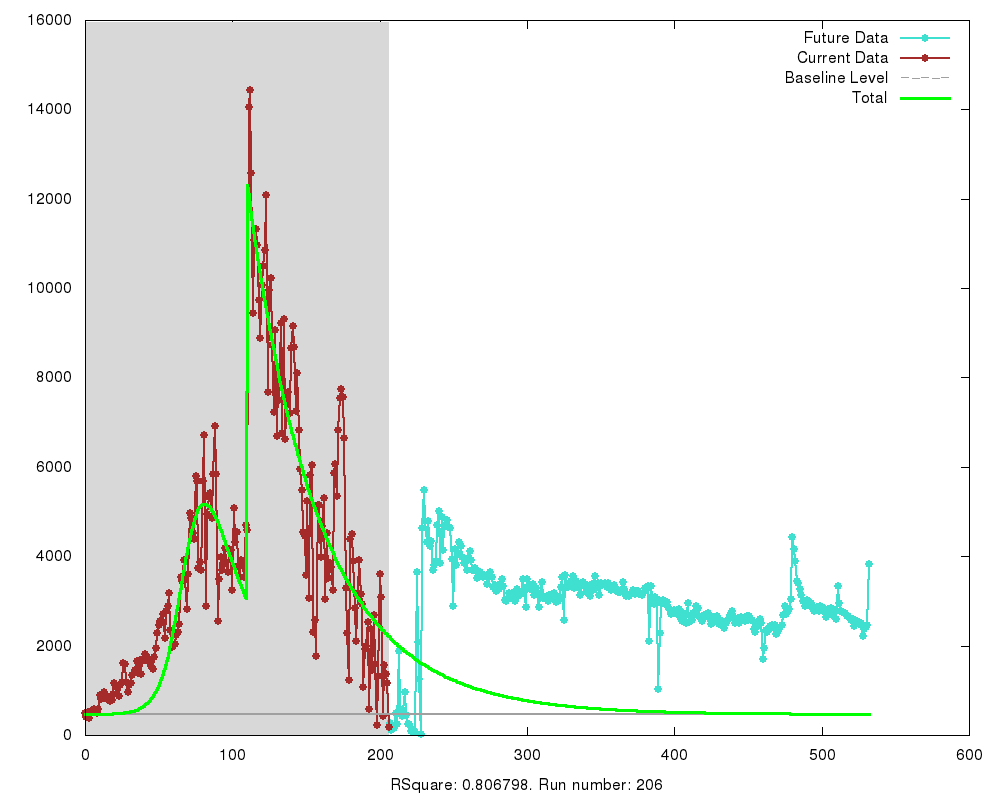 16000
14000
12000
10000
8000
6000
4000
2000
0
Future Data
Current Data
Baseline Level
Total
0 100 200 300 400 500 600
RSquare: 0.806798. Run number: 206